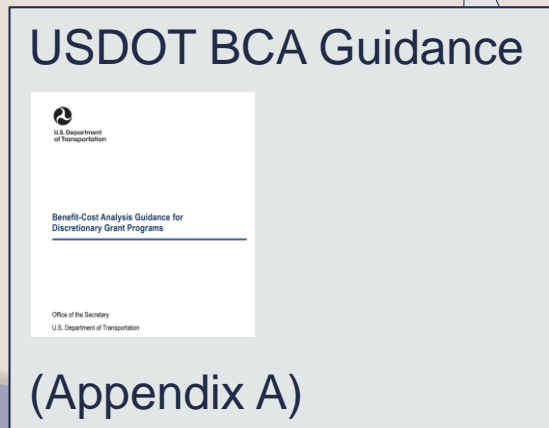 USDOT BCA Guidance
U.S. Department
of Transportation
Benefit-Cost Analysis Guidance for
Discretionary Grant Programs
Office of the Secretary
U.S. Department of Transportation
(Appendix A)